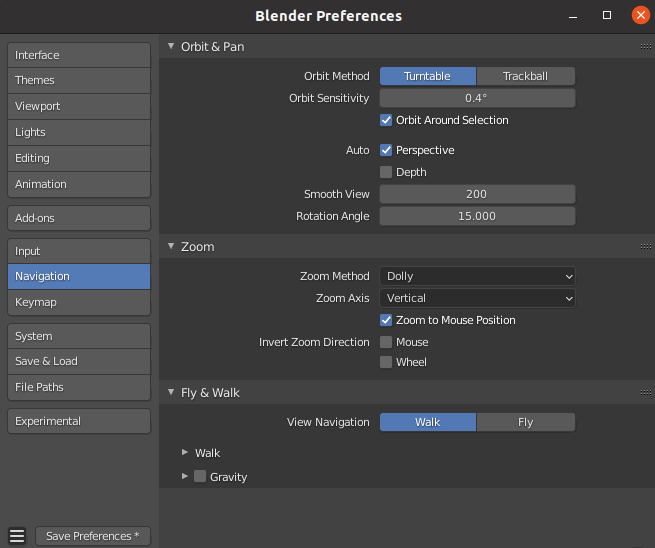 Blender Preferences
Interface
Themes
Viewport
Lights
Editing
Animation
Add-ons
Input
Navigation
Keymap
System
Save & Load
File Paths
Experimental
Save Preferences *
Orbit & Pan
Orbit Method Turntable Trackball
Orbit Sensitivity 0.4°
Orbit Around Selection
Auto Perspective
Depth
Smooth View 200
Rotation Angle 15.000
Zoom
Zoom Method Dolly
Zoom Axis Vertical
Zoom to Mouse Position
Invert Zoom Direction Mouse
Wheel
Fly & Walk
View Navigation Walk Fly
Walk
Gravity